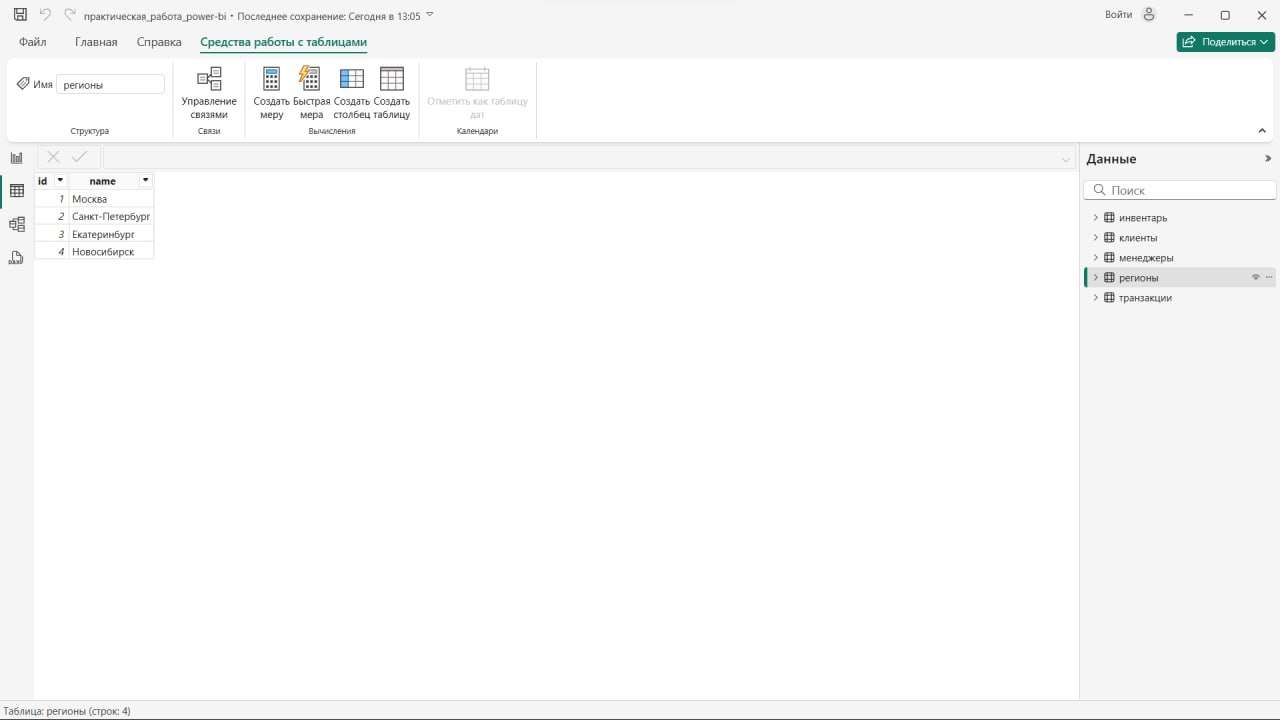 практическая_работа_power-bi • Последнее сохранение: Сегодня в 13:05
Войти
Файл Главная Справка Средства работы с таблицами
Поделиться
Имя регионы
Структура
Управление связями
Связи
Создать меру
Быстрая мера
Создать столбец
Создать таблицу
Вычисления
Отметить как таблицу дат
Календари
Данные
Поиск
инвентарь
клиенты
менеджеры
регионы
транзакции
id name
1 Москва
2 Санкт-Петербург
3 Екатеринбург
4 Новосибирск
DAX
Таблица: регионы (строк: 4)